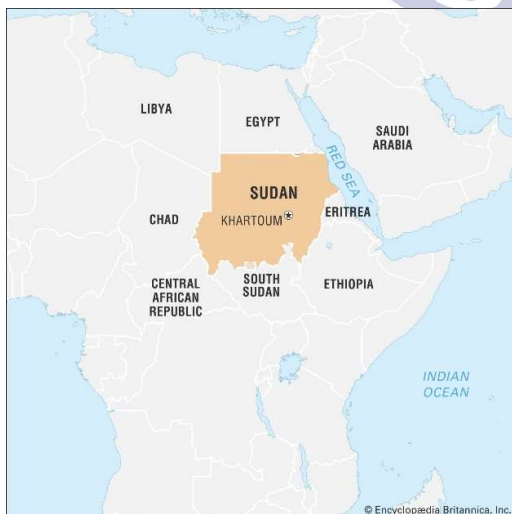 LIBYA
EGYPT
SAUDI
ARABIA
RED SEA
SUDAN
KHARTOUM
CHAD
ERITREA
CENTRAL
AFRICAN
REPUBLIC
SOUTH
SUDAN
ETHIOPIA
INDIAN
OCEAN
© Encyclopædia Britannica, Inc.